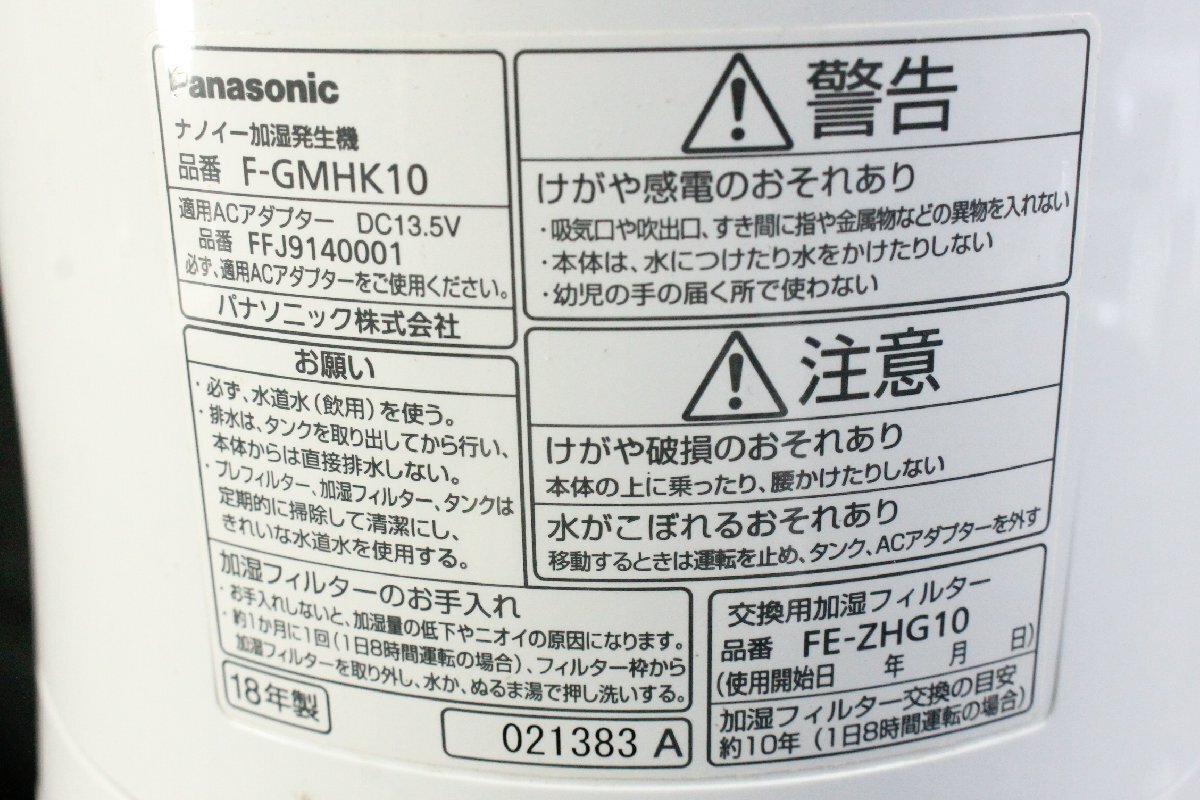 Panasonic
ナノイー加湿発生機
品番 F-GMHK10
適用ACアダプター DC13.5V
品番 FFJ9140001
必ず、適用ACアダプターをご使用ください。
パナソニック株式会社
お願い
・必ず、水道水（飲用）を使う。
・排水は、タンクを取り出してから行い、
本体からは直接排水しない。
・プレフィルター、加湿フィルター、タンクは
定期的に掃除して清潔にし、
きれいな水道水を使用する。
加湿フィルターのお手入れ
・お手入れしないと、加湿量の低下やニオイの原因になります。
・約1か月に1回（1日8時間運転の場合）、フィルター枠から
加湿フィルターを取り外し、水か、ぬるま湯で押し洗いする。
18年製
021383 A
警告
けがや感電のおそれあり
・吸気口や吹出口、すき間に指や金属物などの異物を入れない
・本体は、水につけたり水をかけたりしない
・幼児の手の届く所で使わない
注意
けがや破損のおそれあり
本体の上に乗ったり、腰かけたりしない
水がこぼれるおそれあり
移動するときは運転を止め、タンク、ACアダプターを外す
交換用加湿フィルター
品番 FE-ZHG10
（使用開始日 年 月 日）
加湿フィルター交換の目安
約10年（1日8時間運転の場合）